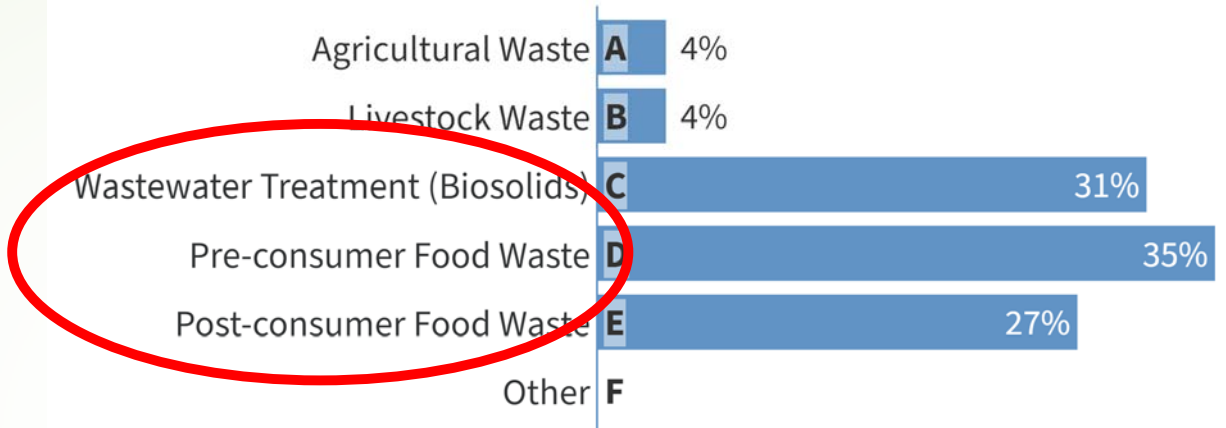 Agricultural Waste A 4%
Livestock Waste B 4%
Wastewater Treatment (Biosolids) C 31%
Pre-consumer Food Waste D 35%
Post-consumer Food Waste E 27%
Other F